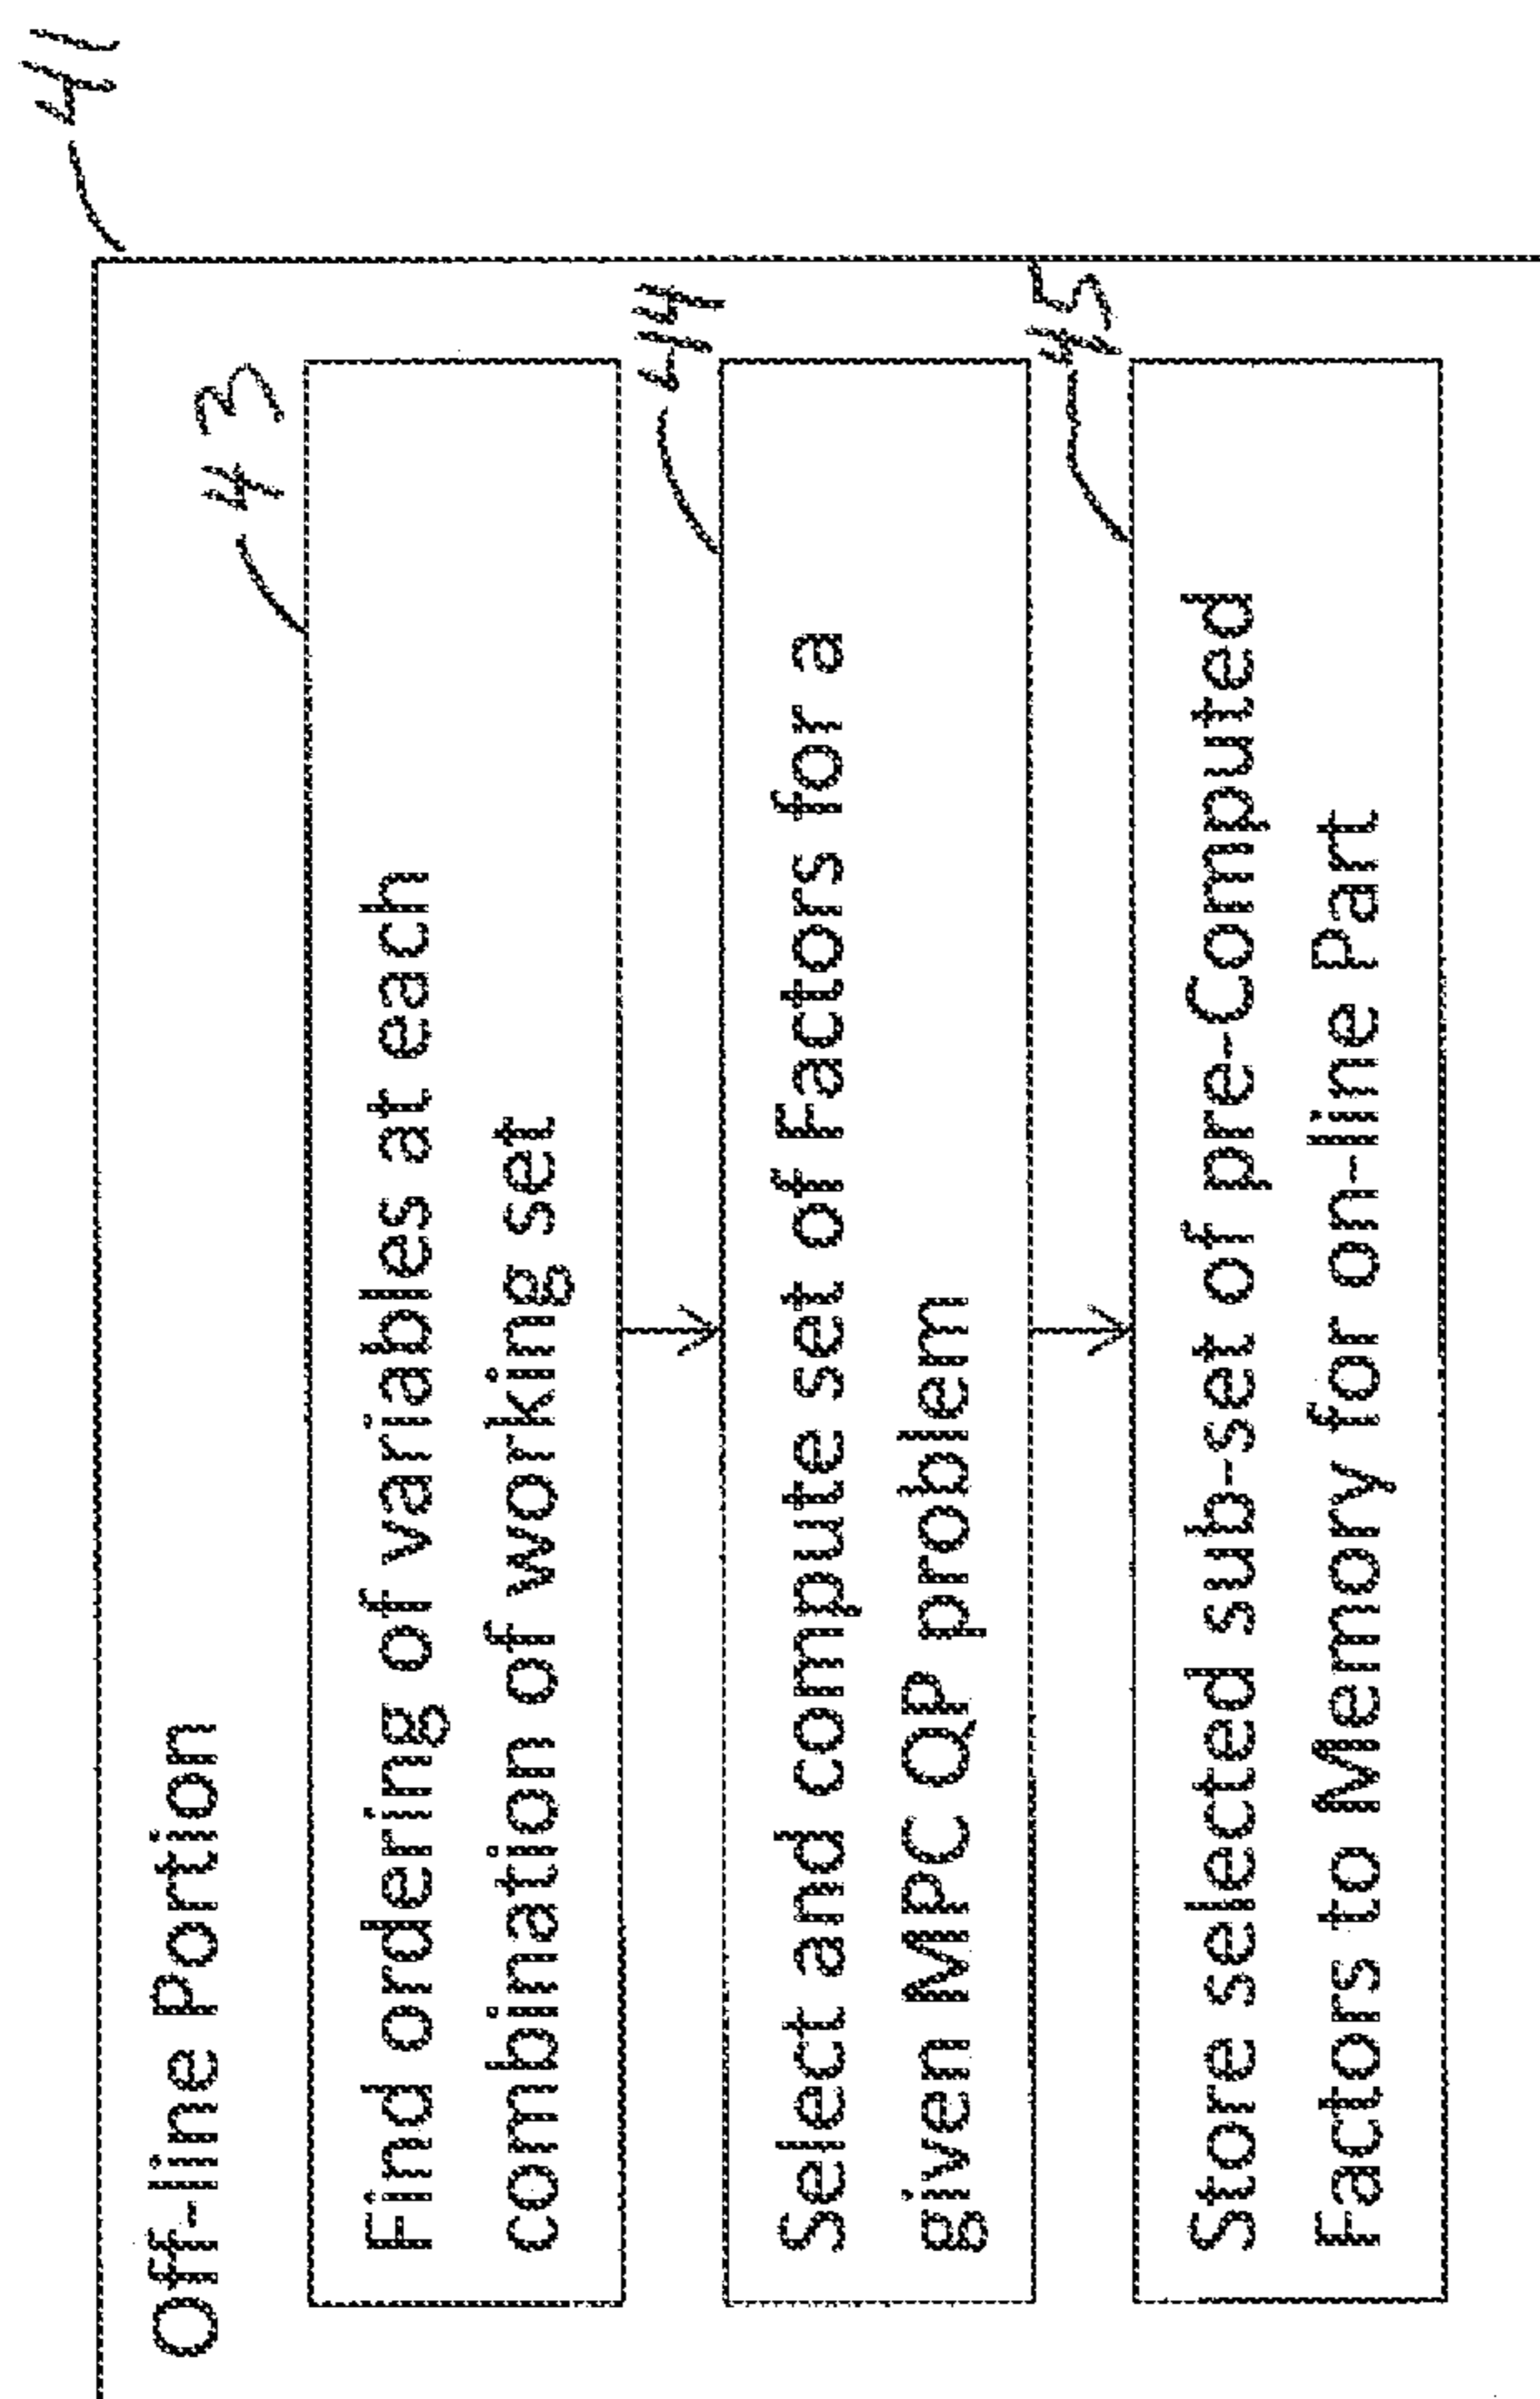 41
Off-line Portion
43
Find ordering of variables at each
combination of working set
44
Select and compute set of Factors for a
given MPC QP problem
45
Store selected sub-set of pre-Computed
Factors to Memory for on-line Part